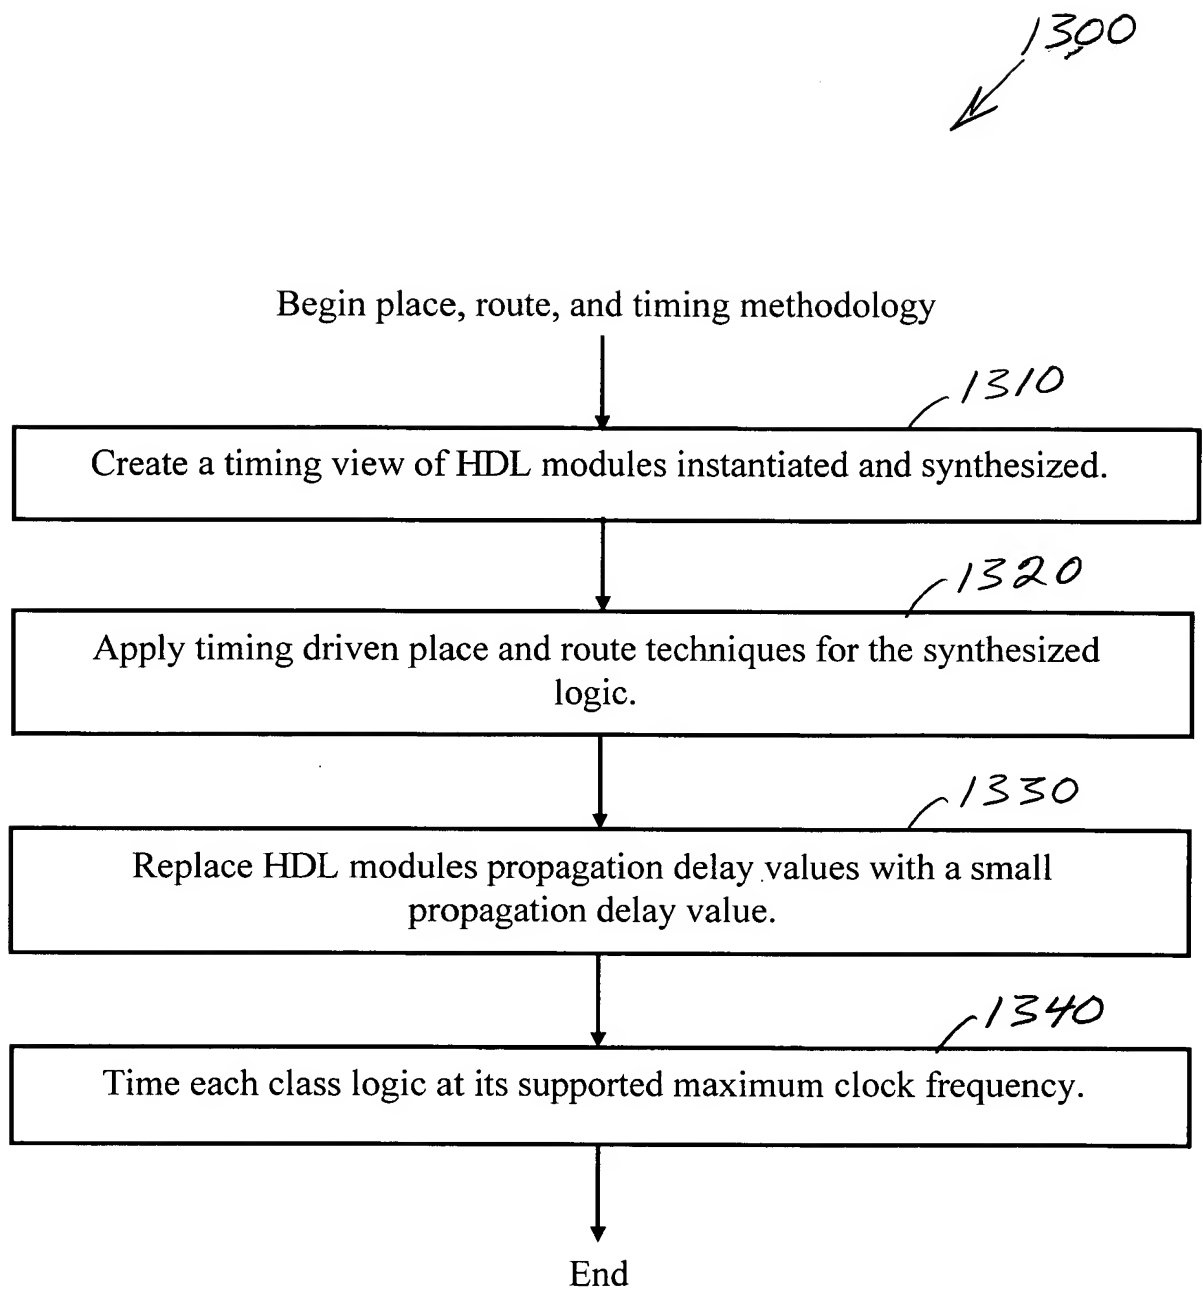 1300
Begin place, route, and timing methodology
1310
Create a timing view of HDL modules instantiated and synthesized.
1320
Apply timing driven place and route techniques for the synthesized
logic.
1330
Replace HDL modules propagation delay values with a small
propagation delay value.
1340
Time each class logic at its supported maximum clock frequency.
End